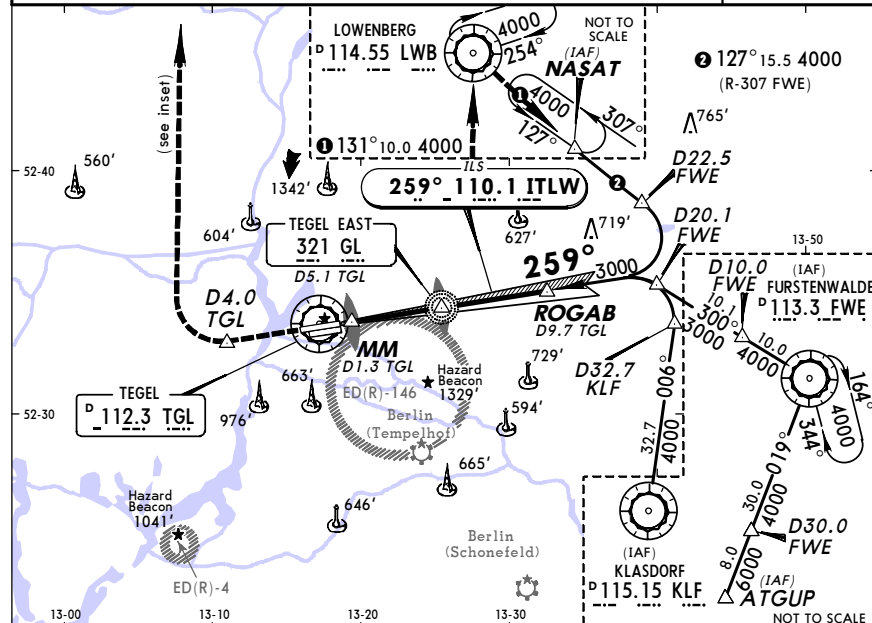 LOWENBERG
D 114.55 LWB
4000
254°
NOT TO
SCALE
(IAF)
NASAT
❷ 127° 15.5 4000
(R-307 FWE)
(see inset)
❶
4000
127°
307°
765'
❶ 131° 10.0 4000
52-40
560'
1342'
ILS
259° 110.1 ITLW
❷
D22.5
FWE
604'
TEGEL EAST
321 GL
D5.1 TGL
627'
719'
D20.1
FWE
259°
3000
13-50
D10.0
FWE
(IAF)
FURSTENWALDE
D 113.3 FWE
D4.0
TGL
ROGAB
D9.7 TGL
10.1
300°
3000
10.0
4000
MM
D1.3 TGL
D32.7
KLF
729'
Hazard
Beacon
1329'
ED(R)-146
Berlin
(Tempelhof)
663'
976'
594'
TEGEL
D 112.3 TGL
52-30
006°
32.7
4000
164°
4000
344°
019°
4000
30.0
665'
646'
Hazard
Beacon
1041'
ED(R)-4
Berlin
(Schonefeld)
D30.0
FWE
8.0
6000
(IAF)
KLASDORF
D 115.15 KLF
(IAF)
ATGUP
NOT TO SCALE
13-00
13-10
13-20
13-30